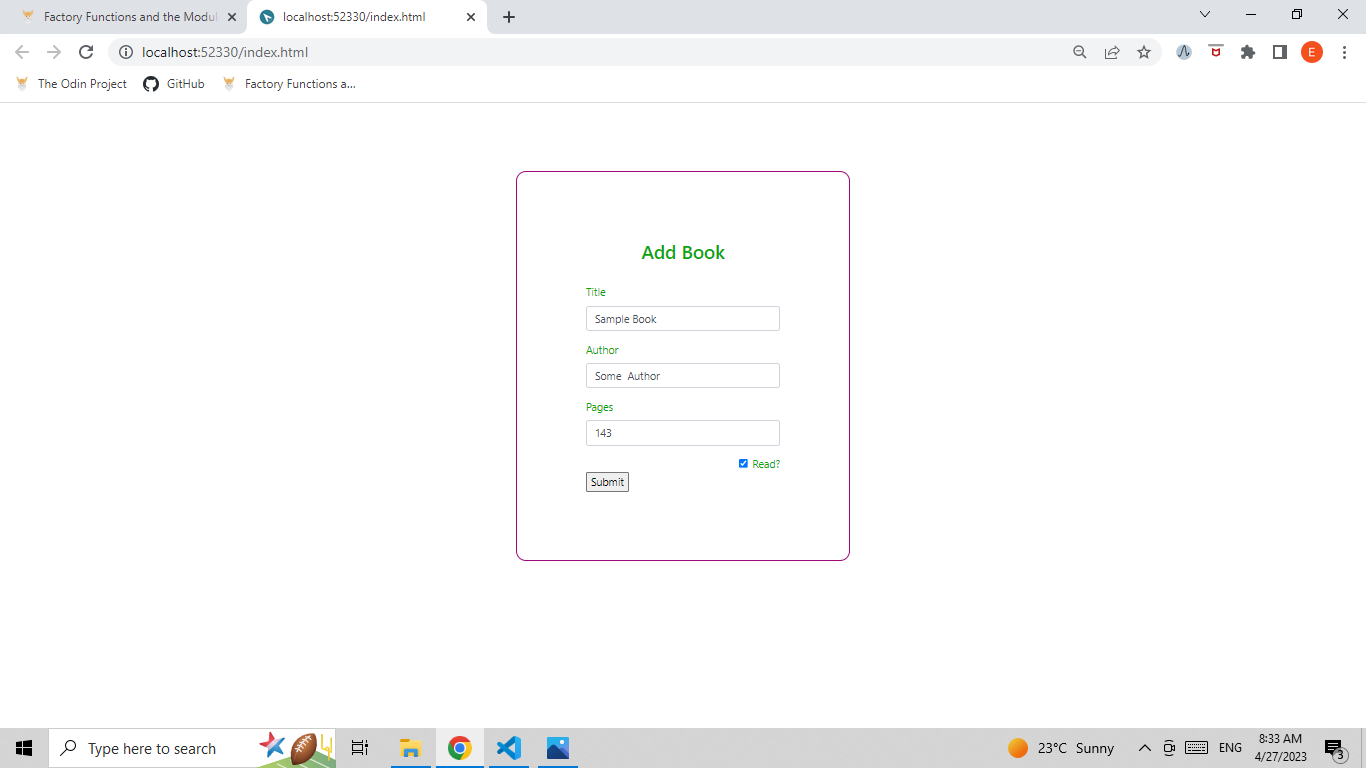 Factory Functions and the Modul
localhost:52330/index.html
localhost:52330/index.html
E
The Odin Project
GitHub
Factory Functions a...
Add Book
Title
Sample Book
Author
Some  Author
Pages
143
Read?
Submit
Type here to search
23°C Sunny
ENG
8:33 AM
4/27/2023
3